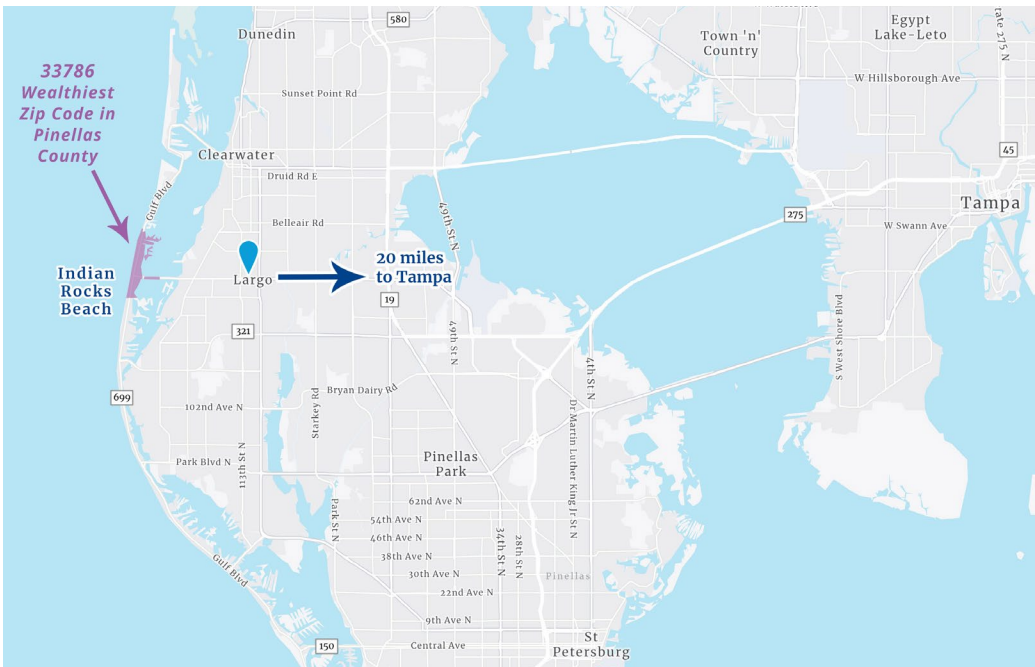 580
Dunedin
Egypt
Lake-Leto
Town 'n'
Country
tate 275 N
33786
Wealthiest
Zip Code in
Pinellas
County
W Hillsborough Ave
Sunset Point Rd
Clearwater
45
Druid Rd E
Gulf Blvd
49th St N
Tampa
275
Belleair Rd
W Swann Ave
20 miles
to Tampa
Indian
Rocks
Beach
Largo
19
321
49th St N
S West Shore Blvd
4th St N
699
Bryan Dairy Rd
102nd Ave N
Starkey Rd
Dr Martin Luther King Jr St N
Park Blvd N
113th St N
Pinellas
Park
62nd Ave N
54th Ave N
Park St N
46th Ave N
34th St N
28th St N
38th Ave N
30th Ave N
Pinellas
Gulf Blvd
22nd Ave N
9th Ave N
150
Central Ave
St
Petersburg